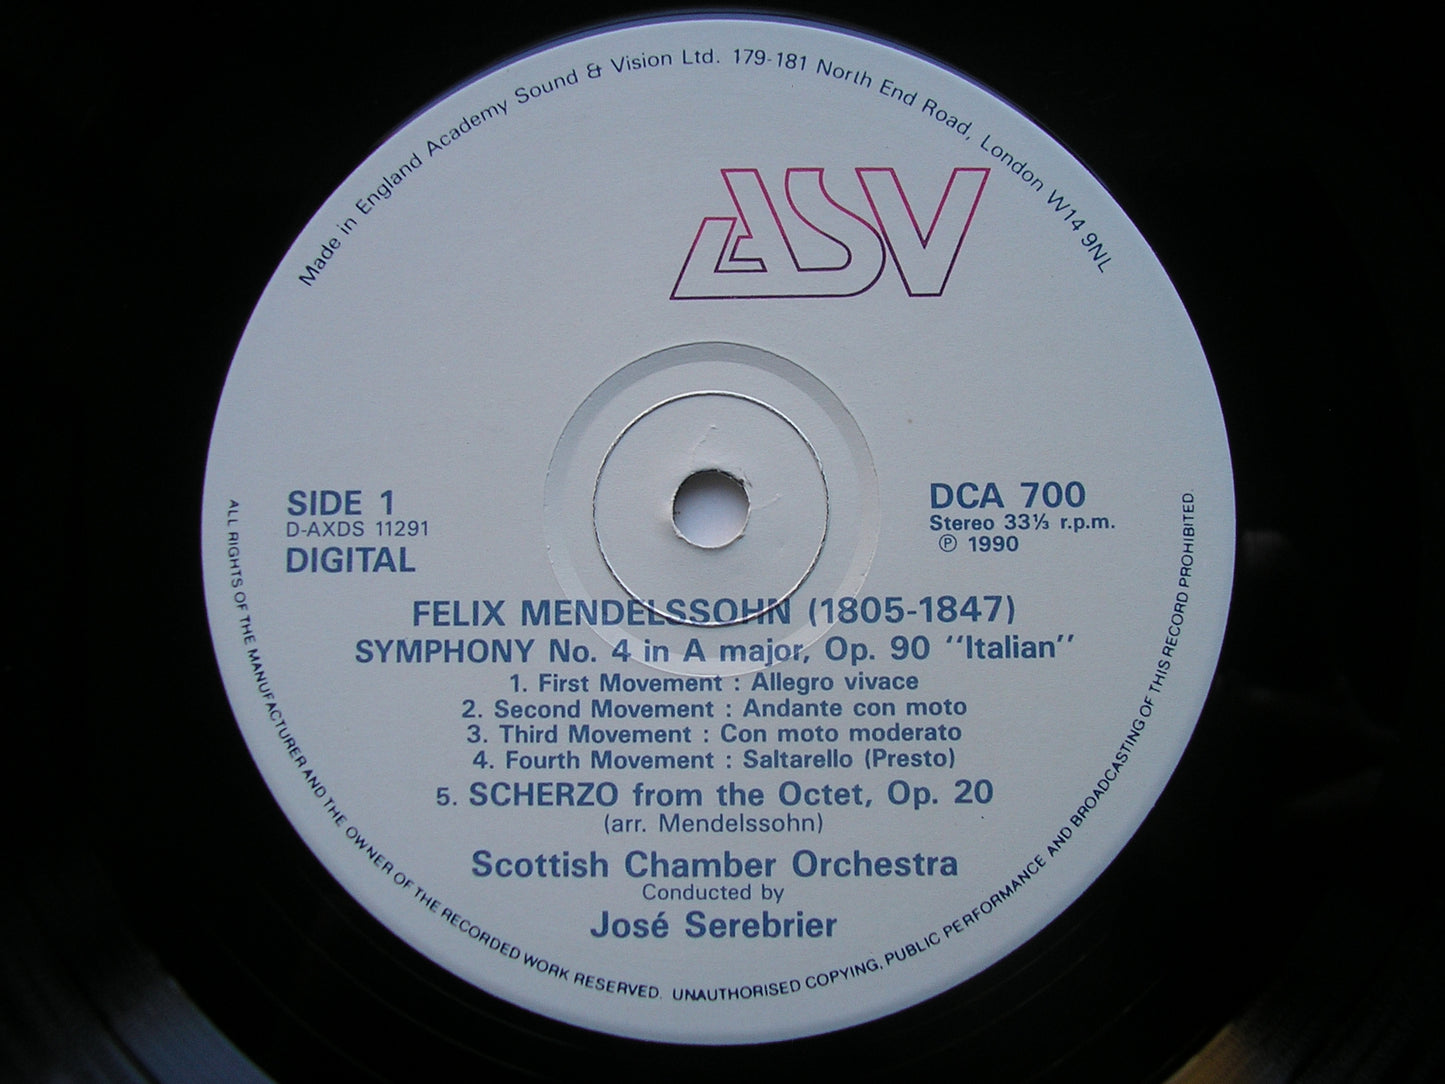 Made in England Academy Sound & Vision Ltd. 179-181 North End Road, London W14 9NL
ASV
SIDE 1
D-AXDS 11291
DIGITAL
DCA 700
Stereo 33⅓ r.p.m.
℗ 1990
FELIX MENDELSSOHN (1805-1847)
SYMPHONY No. 4 in A major, Op. 90 "Italian"
1. First Movement : Allegro vivace
2. Second Movement : Andante con moto
3. Third Movement : Con moto moderato
4. Fourth Movement : Saltarello (Presto)
5. SCHERZO from the Octet, Op. 20
(arr. Mendelssohn)
Scottish Chamber Orchestra
Conducted by
José Serebrier
ALL RIGHTS OF THE MANUFACTURER AND THE OWNER OF THE RECORDED WORK RESERVED. UNAUTHORISED COPYING, PUBLIC PERFORMANCE AND BROADCASTING OF THIS RECORD PROHIBITED.